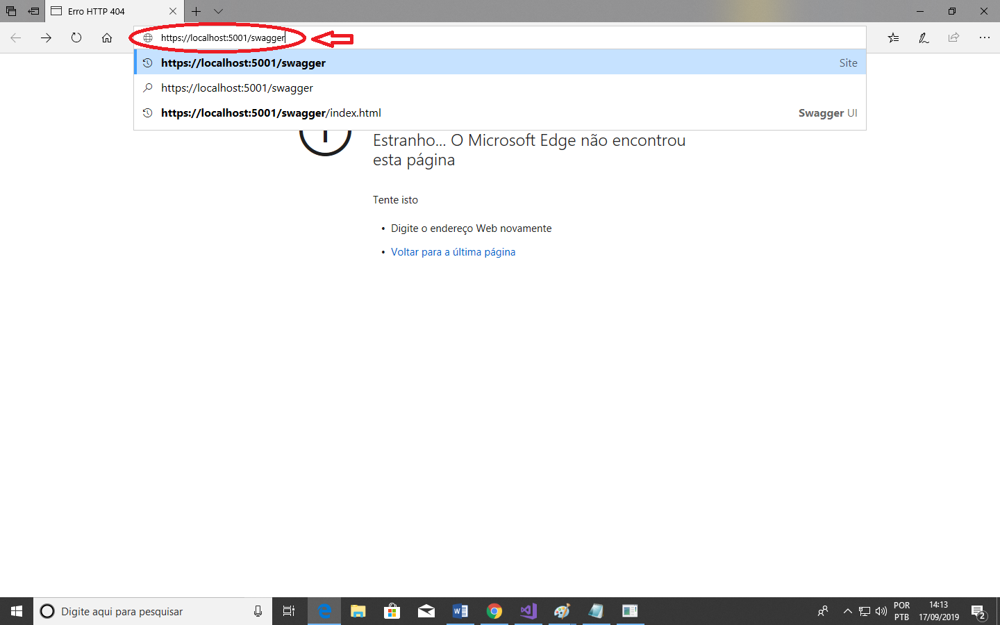 Erro HTTP 404
https://localhost:5001/swagger
https://localhost:5001/swagger Site
https://localhost:5001/swagger
https://localhost:5001/swagger/index.html Swagger UI
Estranho... O Microsoft Edge não encontrou
esta página
Tente isto
• Digite o endereço Web novamente
• Voltar para a última página
Digite aqui para pesquisar
POR
PTB
14:13
17/09/2019
2